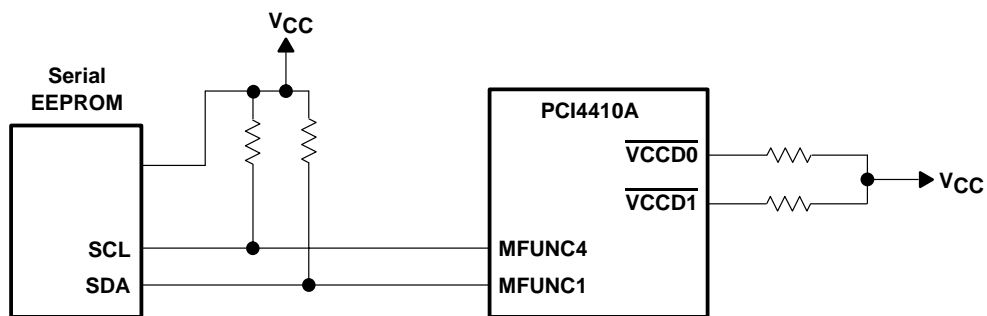 VCC
Serial
EEPROM
PCI4410A
VCCD0
VCCD1
VCC
SCL
MFUNC4
SDA
MFUNC1